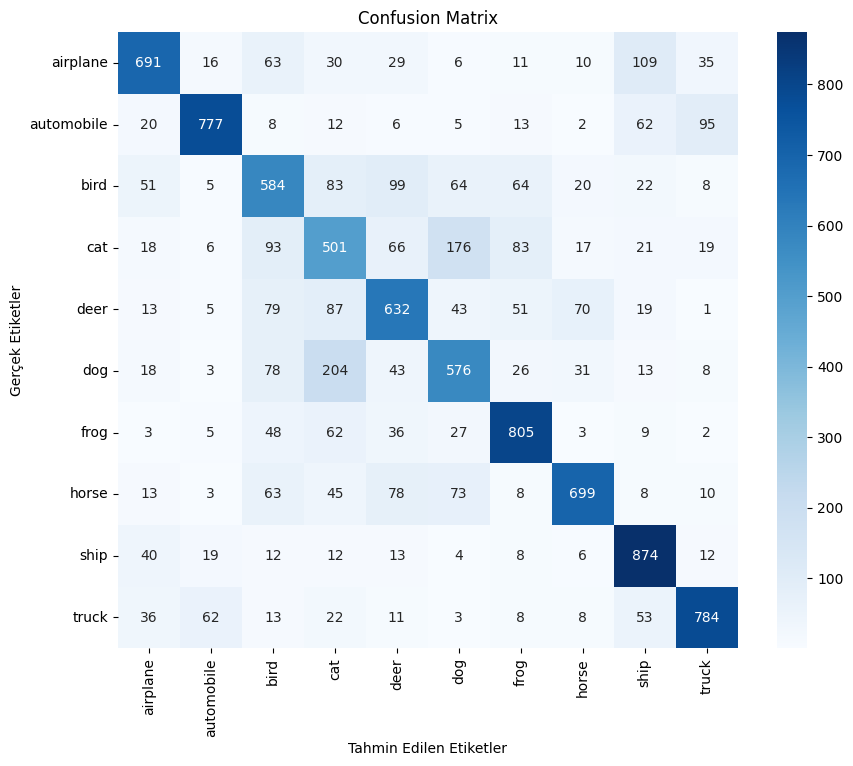 Confusion Matrix
airplane 691 16 63 30 29 6 11 10 109 35
automobile 20 777 8 12 6 5 13 2 62 95
bird 51 5 584 83 99 64 64 20 22 8
cat 18 6 93 501 66 176 83 17 21 19
deer 13 5 79 87 632 43 51 70 19 1
dog 18 3 78 204 43 576 26 31 13 8
frog 3 5 48 62 36 27 805 3 9 2
horse 13 3 63 45 78 73 8 699 8 10
ship 40 19 12 12 13 4 8 6 874 12
truck 36 62 13 22 11 3 8 8 53 784
airplane automobile bird cat deer dog frog horse ship truck
Tahmin Edilen Etiketler
Gerçek Etiketler
800
700
600
500
400
300
200
100